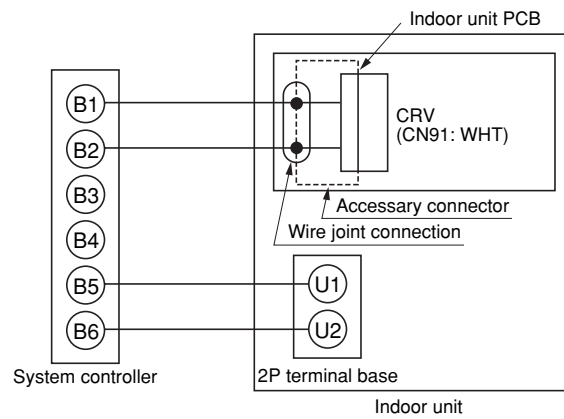 Indoor unit PCB
B1
B2
B3
B4
B5
B6
CRV
(CN91: WHT)
Accessary connector
Wire joint connection
U1
U2
System controller
2P terminal base
Indoor unit